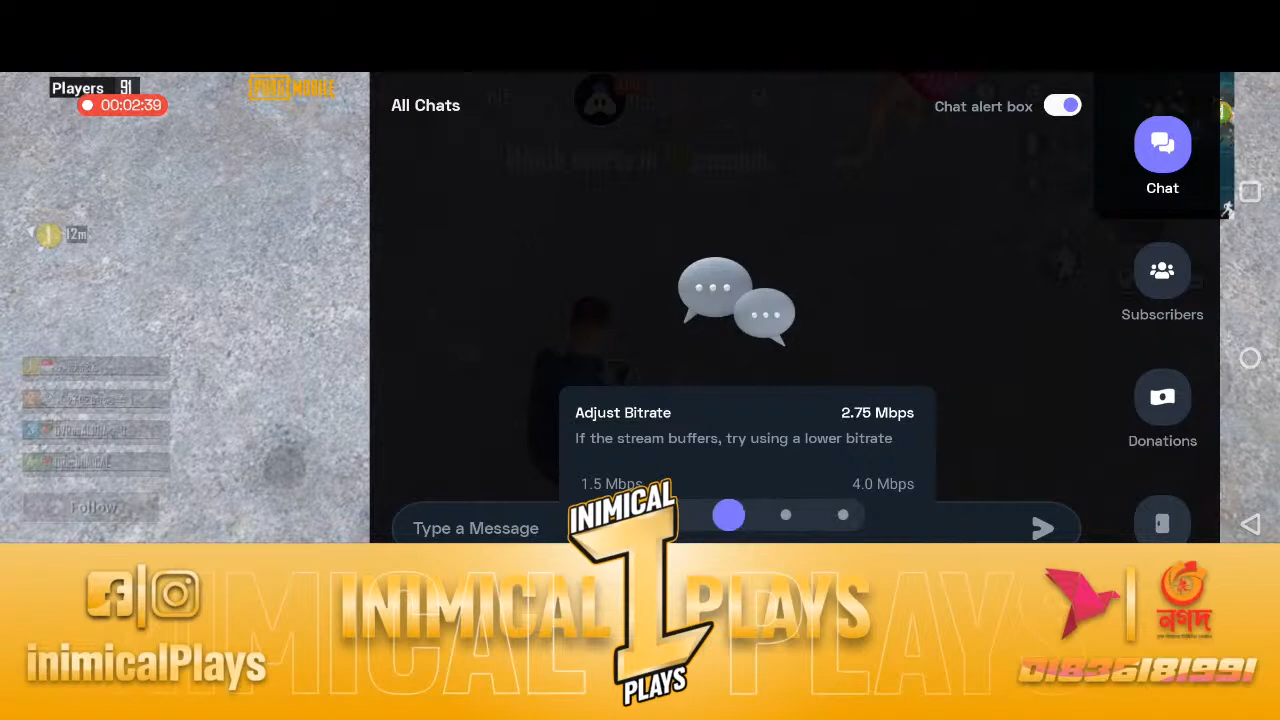 Players 91
00:02:39
PUBG MOBILE
All Chats
Chat alert box
Chat
12m
Subscribers
Adjust Bitrate 2.75 Mbps
If the stream buffers, try using a lower bitrate
Donations
1.5 Mbps 4.0 Mbps
Follow
Type a Message
INIMICAL
PLAYS
INIMICAL PLAYS
inimicalPlays
নগদ
01836181991